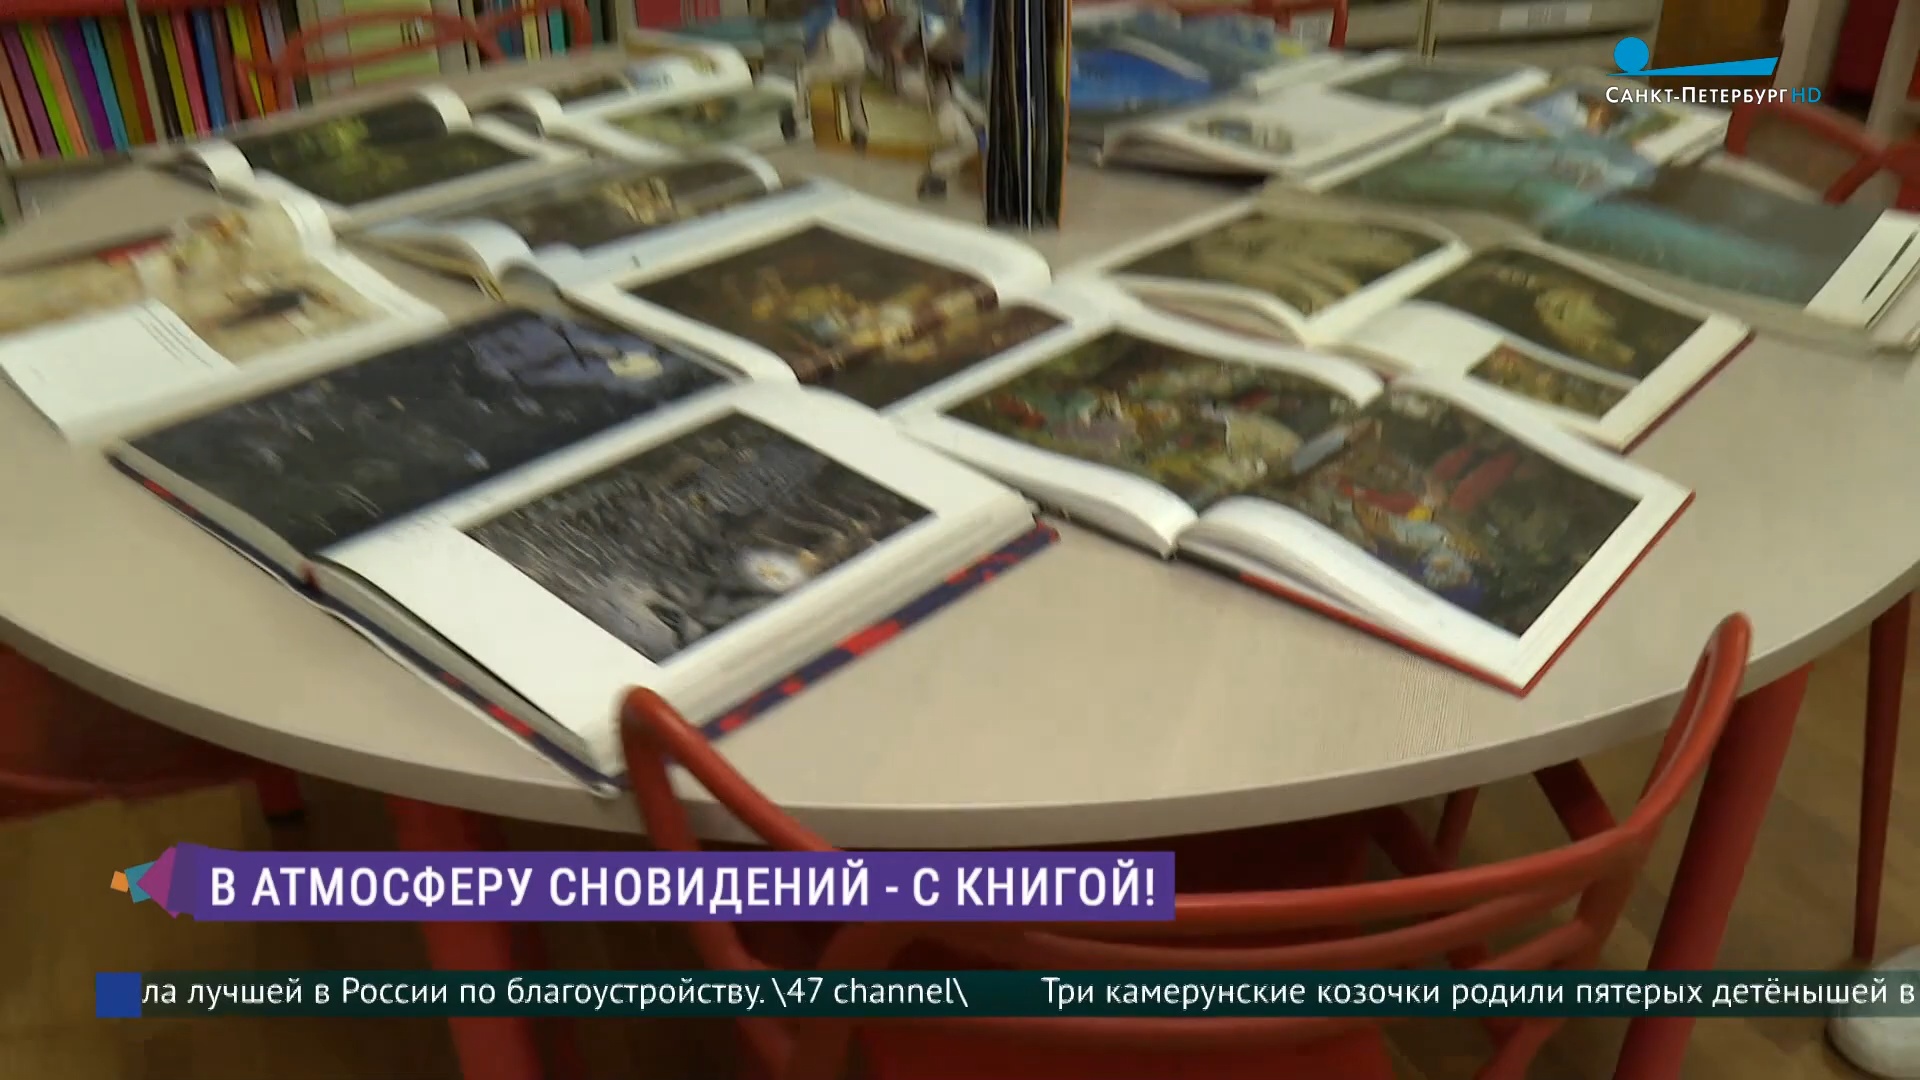 САНКТ-ПЕТЕРБУРГ HD
В АТМОСФЕРУ СНОВИДЕНИЙ - С КНИГОЙ!
ла лучшей в России по благоустройству. \47 channel\ Три камерунские козочки родили пятерых детёнышей в